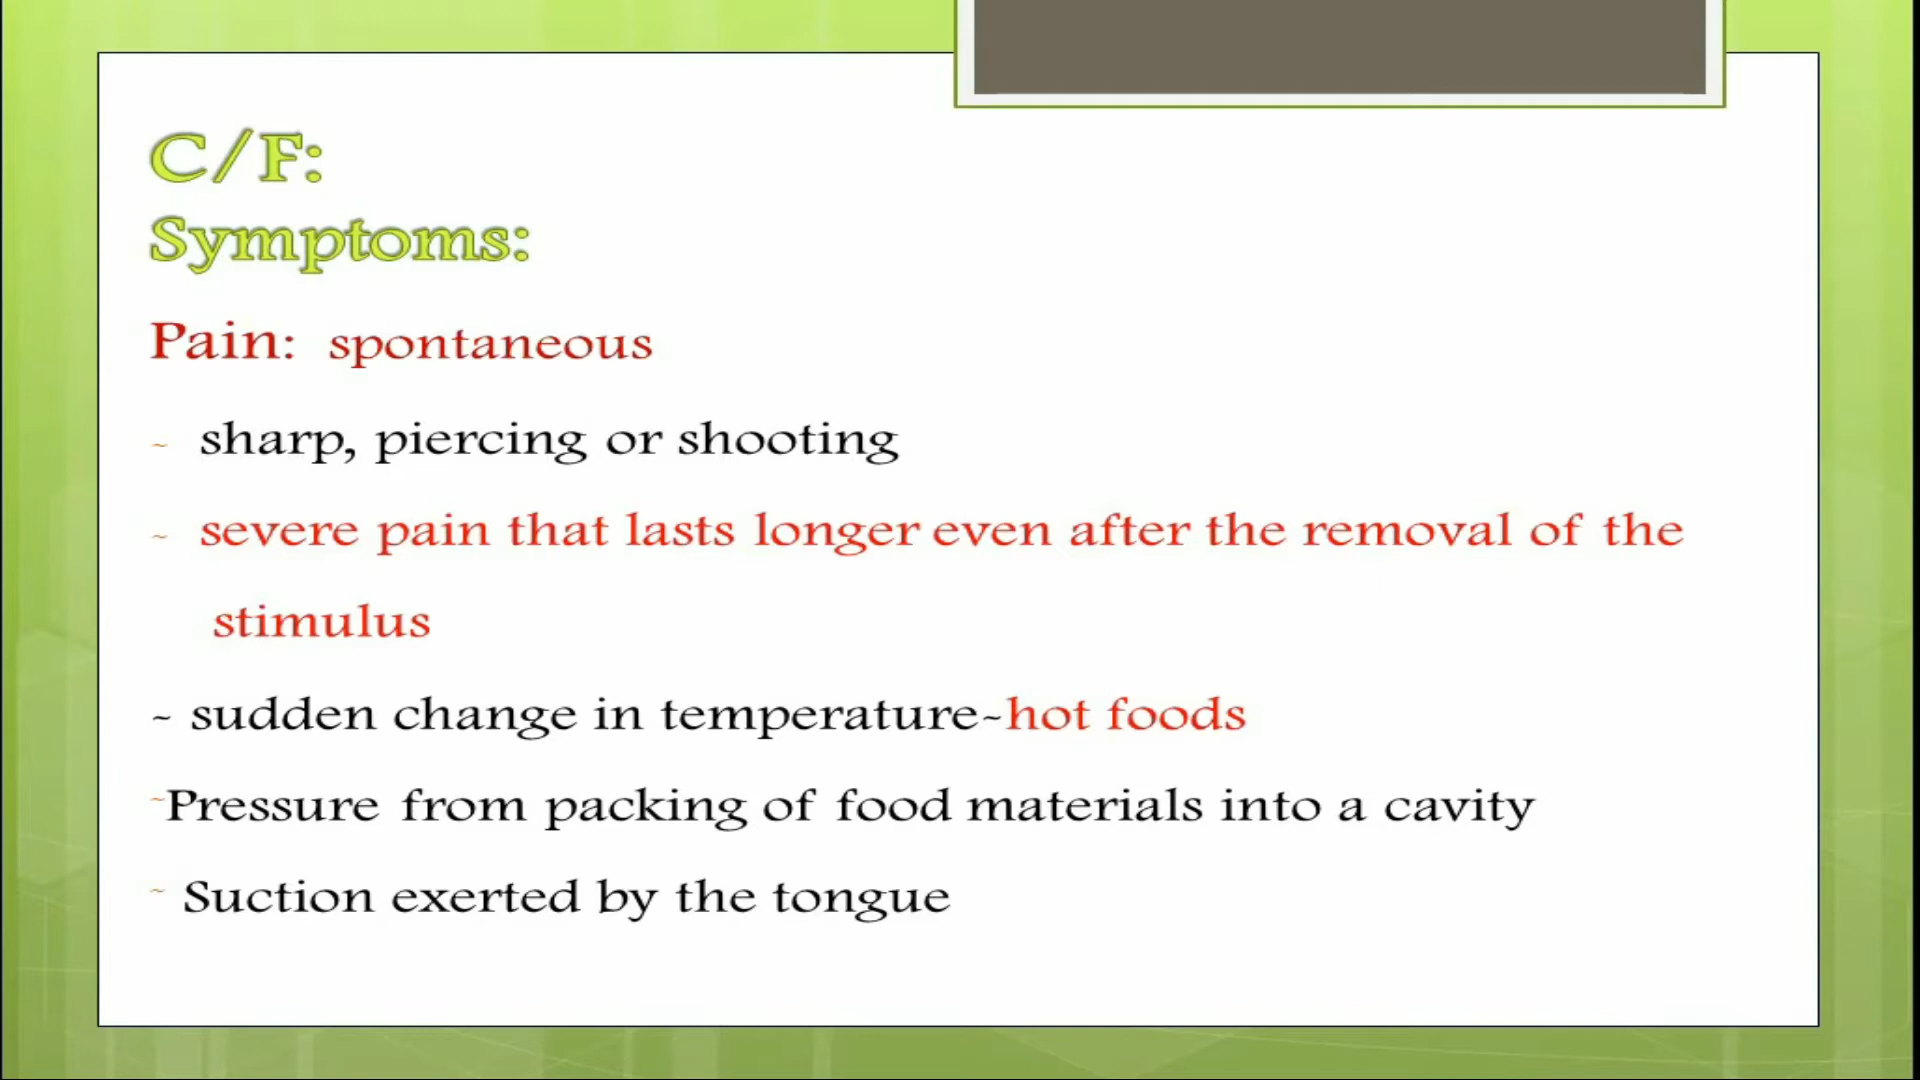 C/F:
Symptoms:
Pain: spontaneous
~ sharp, piercing or shooting
~ severe pain that lasts longer even after the removal of the
stimulus
- sudden change in temperature-hot foods
~Pressure from packing of food materials into a cavity
~ Suction exerted by the tongue